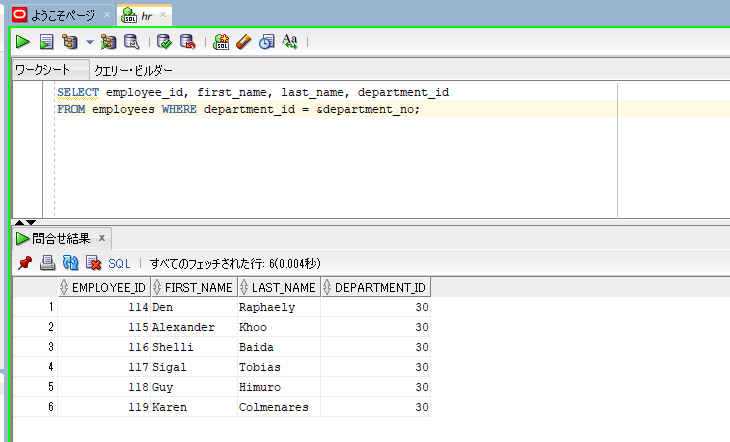 ようこそページ hr
ワークシート クエリー・ビルダー
SELECT employee_id, first_name, last_name, department_id
FROM employees WHERE department_id = &department_no;
問合せ結果 x
SQL すべてのフェッチされた行: 6(0.004秒)
EMPLOYEE_ID FIRST_NAME LAST_NAME DEPARTMENT_ID
1 114 Den Raphaely 30
2 115 Alexander Khoo 30
3 116 Shelli Baida 30
4 117 Sigal Tobias 30
5 118 Guy Himuro 30
6 119 Karen Colmenares 30